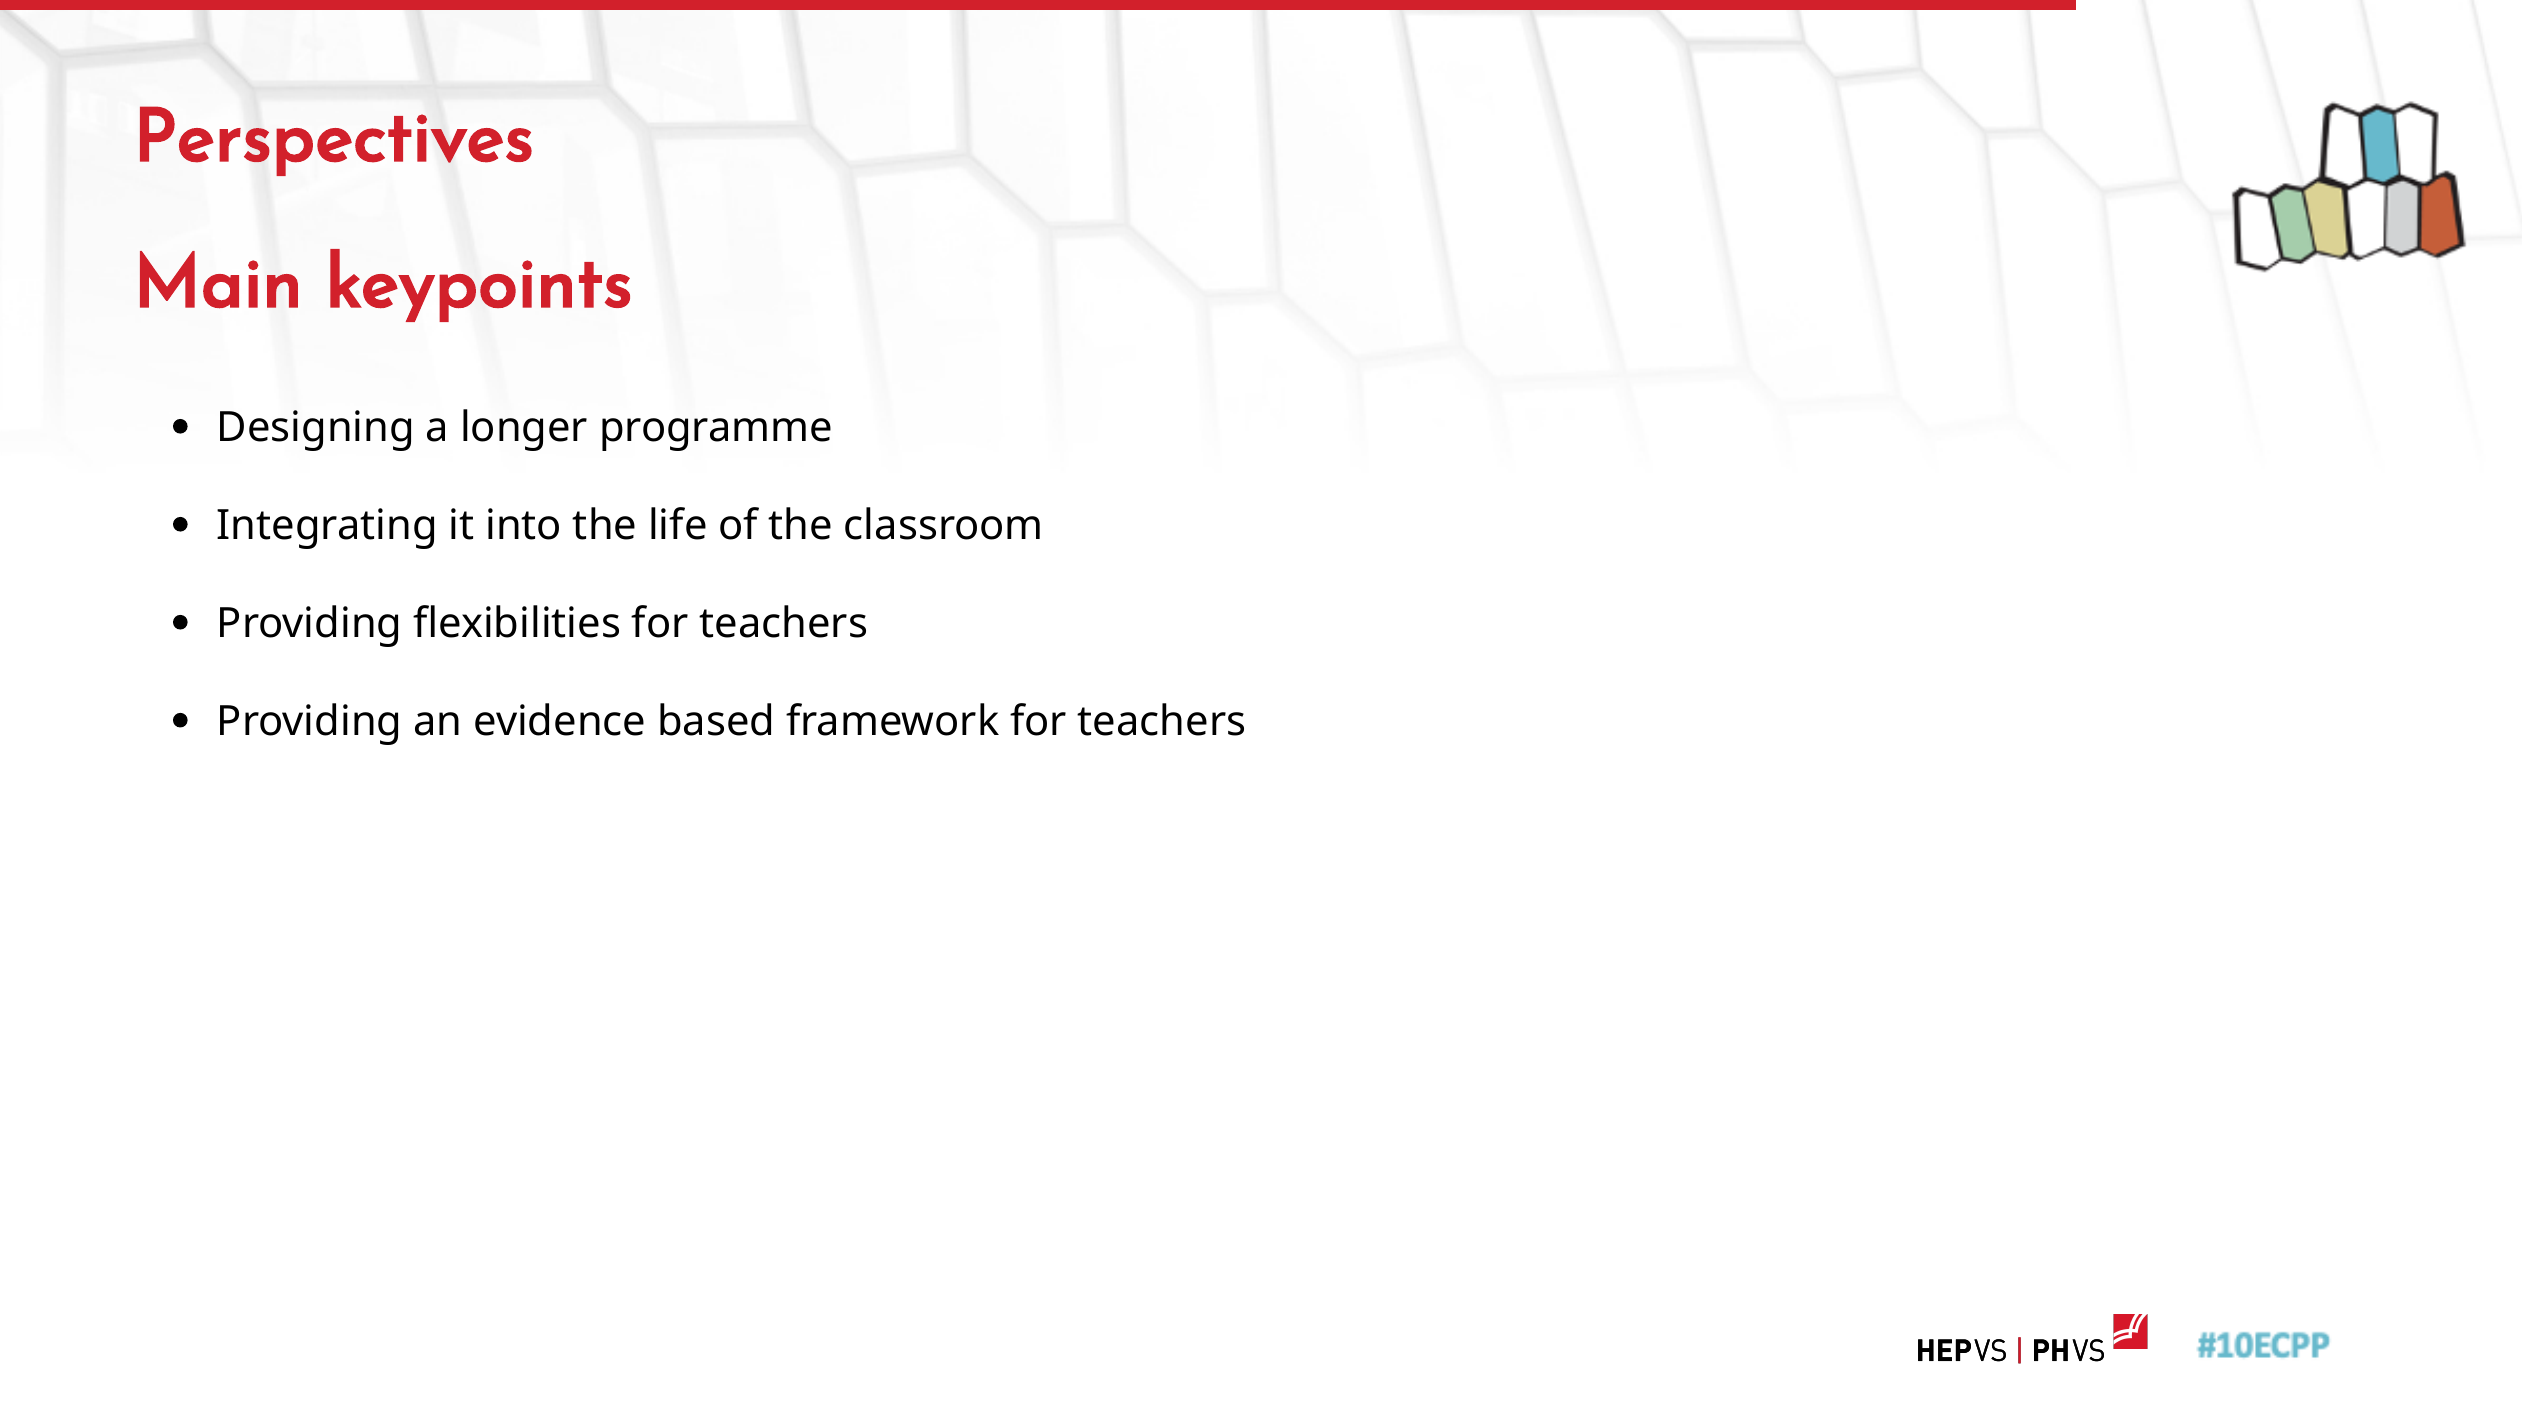 Perspectives
Main keypoints
• Designing a longer programme
• Integrating it into the life of the classroom
• Providing flexibilities for teachers
• Providing an evidence based framework for teachers
HEPVS | PHVS
#10ECPP